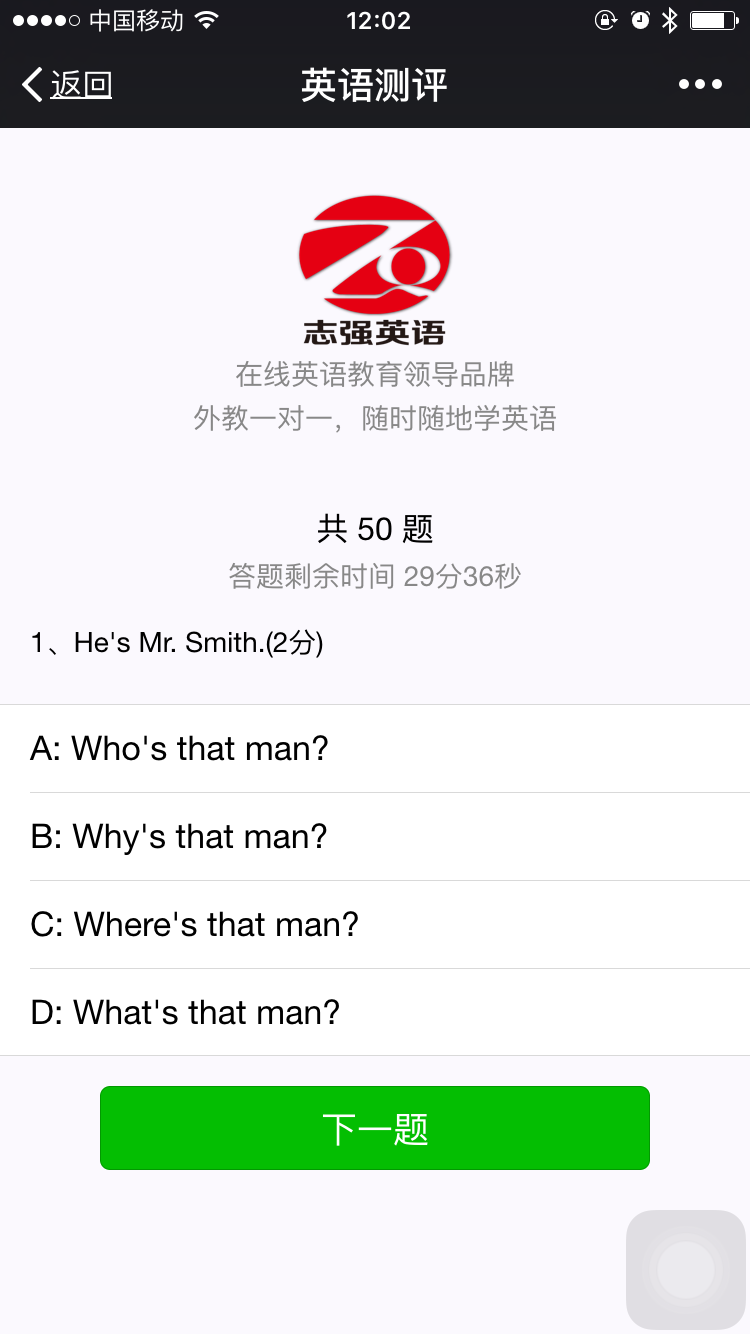 中国移动 12:02
返回 英语测评
志强英语
在线英语教育领导品牌
外教一对一，随时随地学英语
共 50 题
答题剩余时间 29分36秒
1、He's Mr. Smith.(2分)
A: Who's that man?
B: Why's that man?
C: Where's that man?
D: What's that man?
下一题